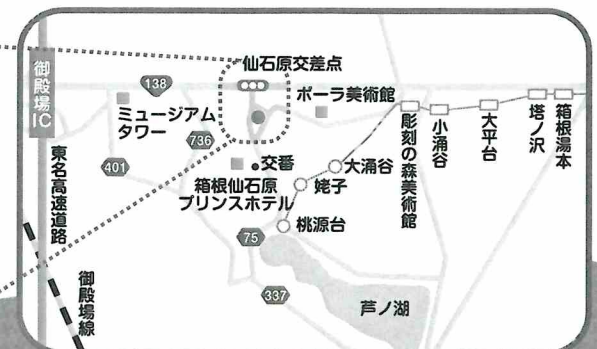 仙石原交差点
138
御殿場IC
ミュージアム
タワー
ポーラ美術館
736
401
交番
箱根仙石原
プリンスホテル
大涌谷
姥子
桃源台
彫刻の森美術館
小涌谷
大平台
塔ノ沢
箱根湯本
東名高速道路
75
337
御殿場線
芦ノ湖